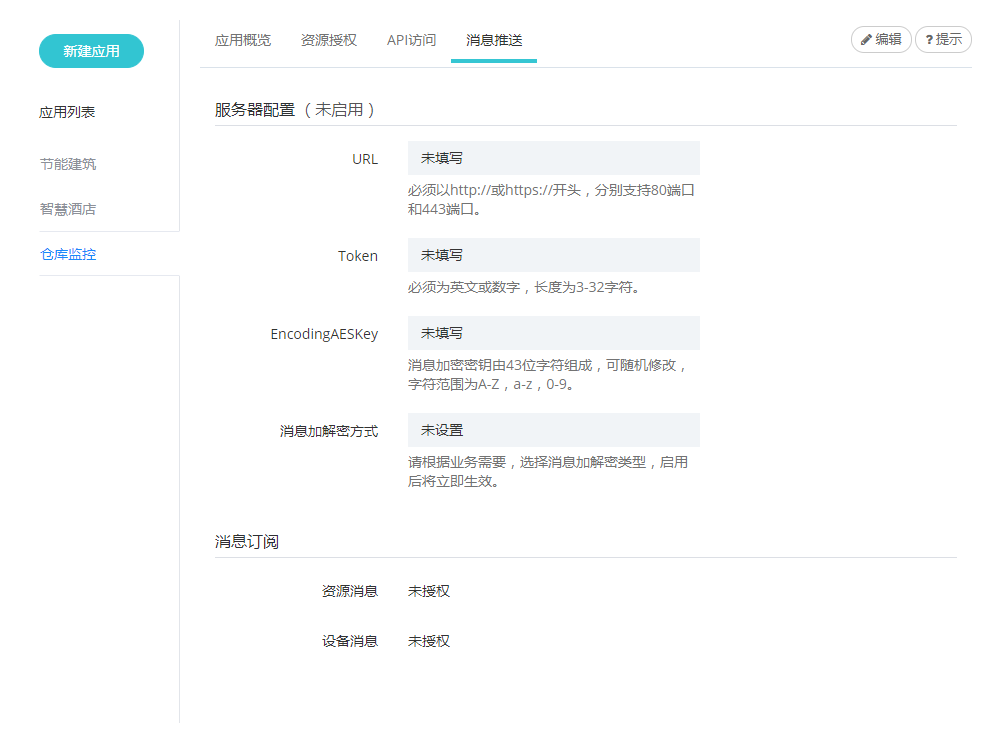 新建应用
应用列表
节能建筑
智慧酒店
仓库监控
应用概览 资源授权 API访问 消息推送
编辑 ?提示
服务器配置 ( 未启用 )
URL 未填写
必须以http://或https://开头，分别支持80端口
和443端口。
Token 未填写
必须为英文或数字，长度为3-32字符。
EncodingAESKey 未填写
消息加密密钥由43位字符组成，可随机修改，
字符范围为A-Z，a-z，0-9。
消息加解密方式 未设置
请根据业务需要，选择消息加解密类型，启用
后将立即生效。
消息订阅
资源消息 未授权
设备消息 未授权